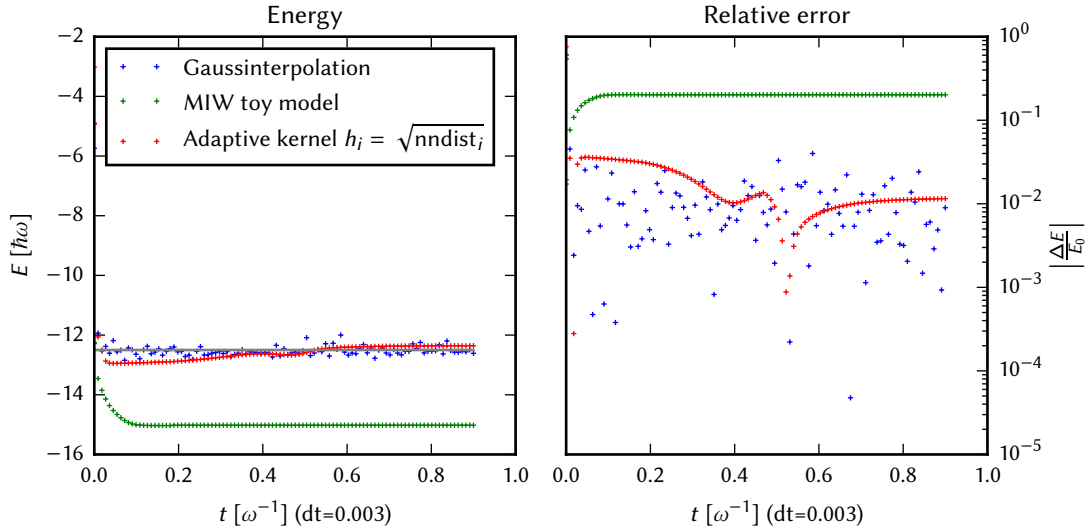 Energy
Relative error
−2
−4
−6
−8
−10
−12
−14
−16
E [ℏω]
Gaussinterpolation
MIW toy model
Adaptive kernel hᵢ = √nndistᵢ
0.0 0.2 0.4 0.6 0.8 1.0
t [ω⁻¹] (dt=0.003)
10⁰
10⁻¹
10⁻²
10⁻³
10⁻⁴
10⁻⁵
|ΔE/E₀|
0.0 0.2 0.4 0.6 0.8 1.0
t [ω⁻¹] (dt=0.003)